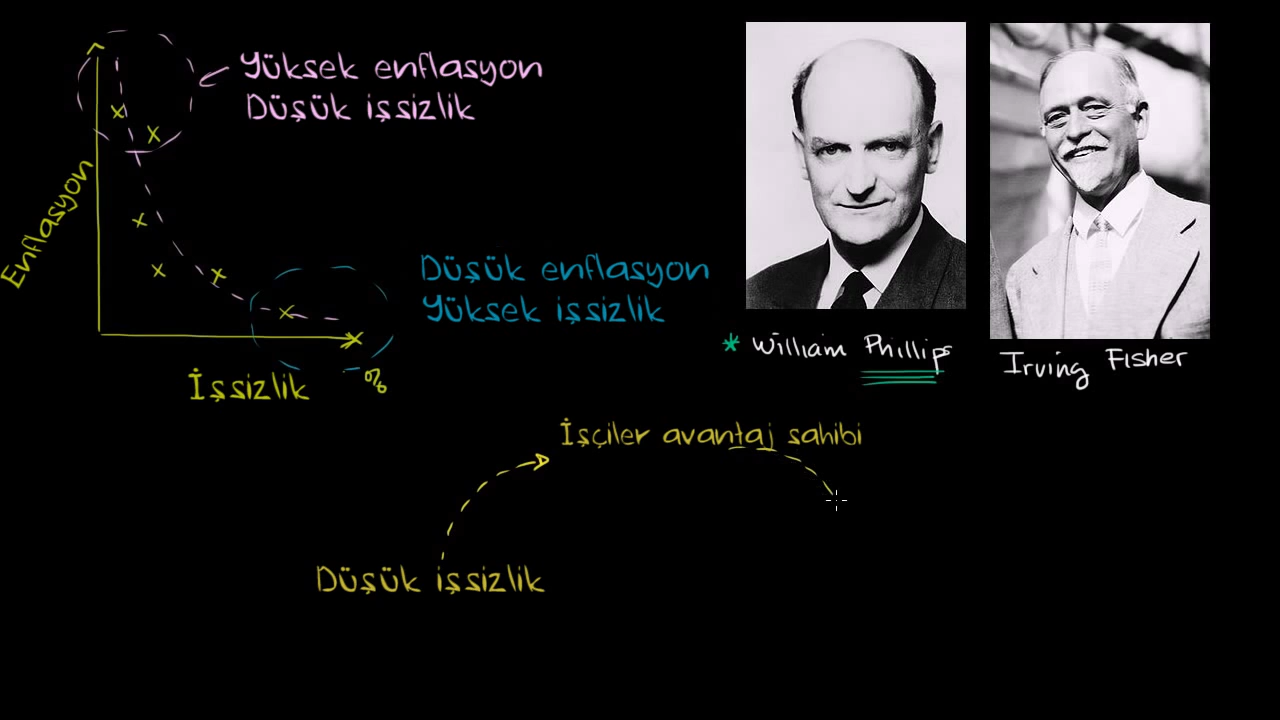 Yüksek enflasyon
Düşük işsizlik
Enflasyon
Düşük enflasyon
Yüksek işsizlik
İşsizlik
%
* William Phillips
Irving Fisher
İşçiler avantaj sahibi
Düşük işsizlik